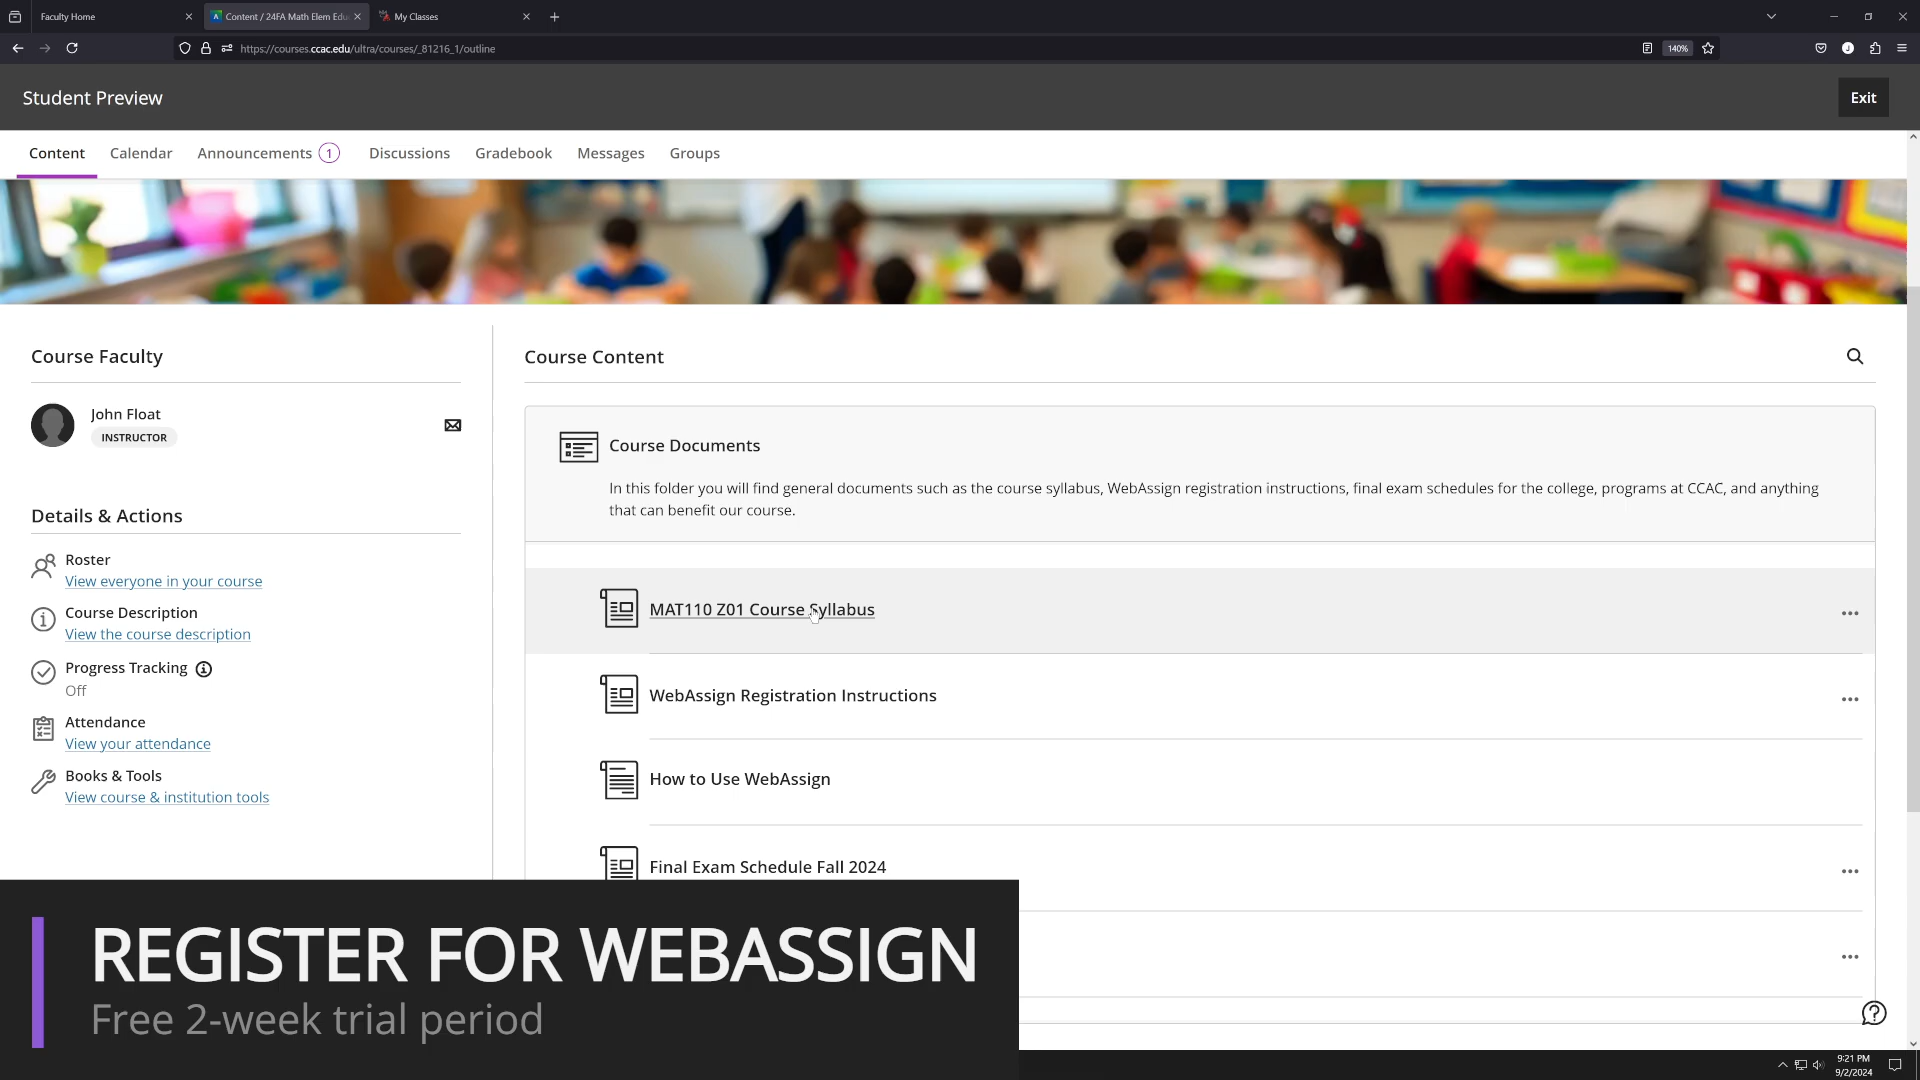 Faculty Home
Content / 24FA Math Elem Edu
My Classes
https://courses.ccac.edu/ultra/courses/_81216_1/outline
140%
Student Preview
Exit
Content
Calendar
Announcements 1
Discussions
Gradebook
Messages
Groups
Course Faculty
John Float
INSTRUCTOR
Details & Actions
Roster
View everyone in your course
Course Description
View the course description
Progress Tracking
Off
Attendance
View your attendance
Books & Tools
View course & institution tools
Course Content
Course Documents
In this folder you will find general documents such as the course syllabus, WebAssign registration instructions, final exam schedules for the college, programs at CCAC, and anything
that can benefit our course.
MAT110 Z01 Course Syllabus
WebAssign Registration Instructions
How to Use WebAssign
Final Exam Schedule Fall 2024
REGISTER FOR WEBASSIGN
Free 2-week trial period
9:21 PM
9/2/2024